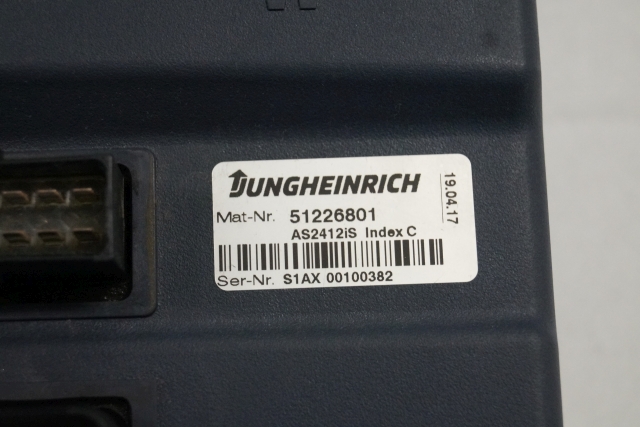 JUNGHEINRICH
Mat-Nr. 51226801
AS2412iS Index C
Ser-Nr. S1AX 00100382
19.04.17